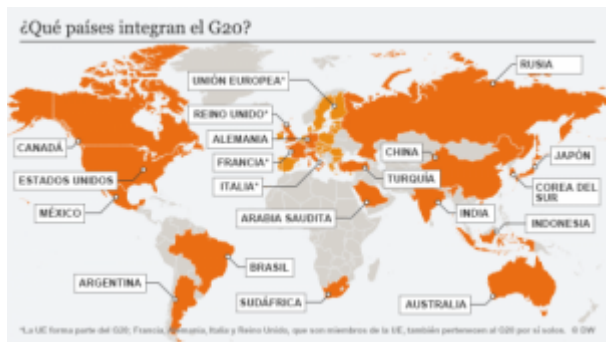 ¿Qué países integran el G20?
RUSIA
UNIÓN EUROPEA*
REINO UNIDO*
ALEMANIA
CANADÁ
CHINA
JAPÓN
FRANCIA*
ESTADOS UNIDOS
TURQUÍA
ITALIA*
COREA DEL
SUR
MÉXICO
ARABIA SAUDITA
INDIA
INDONESIA
BRASIL
ARGENTINA
SUDÁFRICA
AUSTRALIA
*La UE forma parte del G20; Francia, Alemania, Italia y Reino Unido, que son miembros de la UE, también pertenecen al G20 por sí solos. © DW